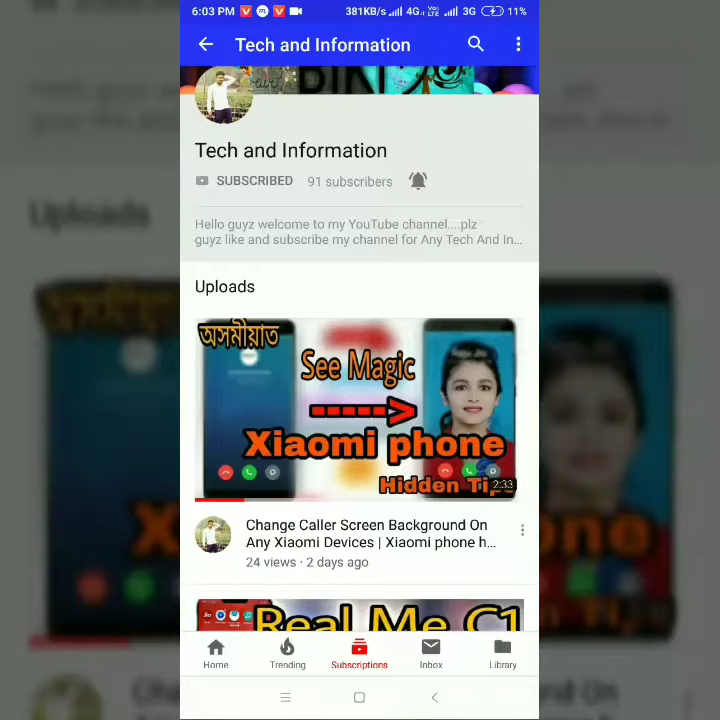 6:03 PM 381KB/s 4G VoLTE 3G 11%
Tech and Information
Tech and Information
SUBSCRIBED 91 subscribers
Hello guyz welcome to my YouTube channel....plz
guyz like and subscribe my channel for Any Tech And In...
Uploads
অসমীয়াত
See Magic
Xiaomi phone
Hidden Tips
2:33
Change Caller Screen Background On
Any Xiaomi Devices | Xiaomi phone h...
24 views · 2 days ago
Jio
Real Me C1
Home Trending Subscriptions Inbox Library